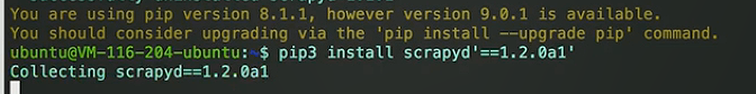 You are using pip version 8.1.1, however version 9.0.1 is available.
You should consider upgrading via the 'pip install --upgrade pip' command.
ubuntu@VM-116-204-ubuntu:~$ pip3 install scrapyd'==1.2.0a1'
Collecting scrapyd==1.2.0a1